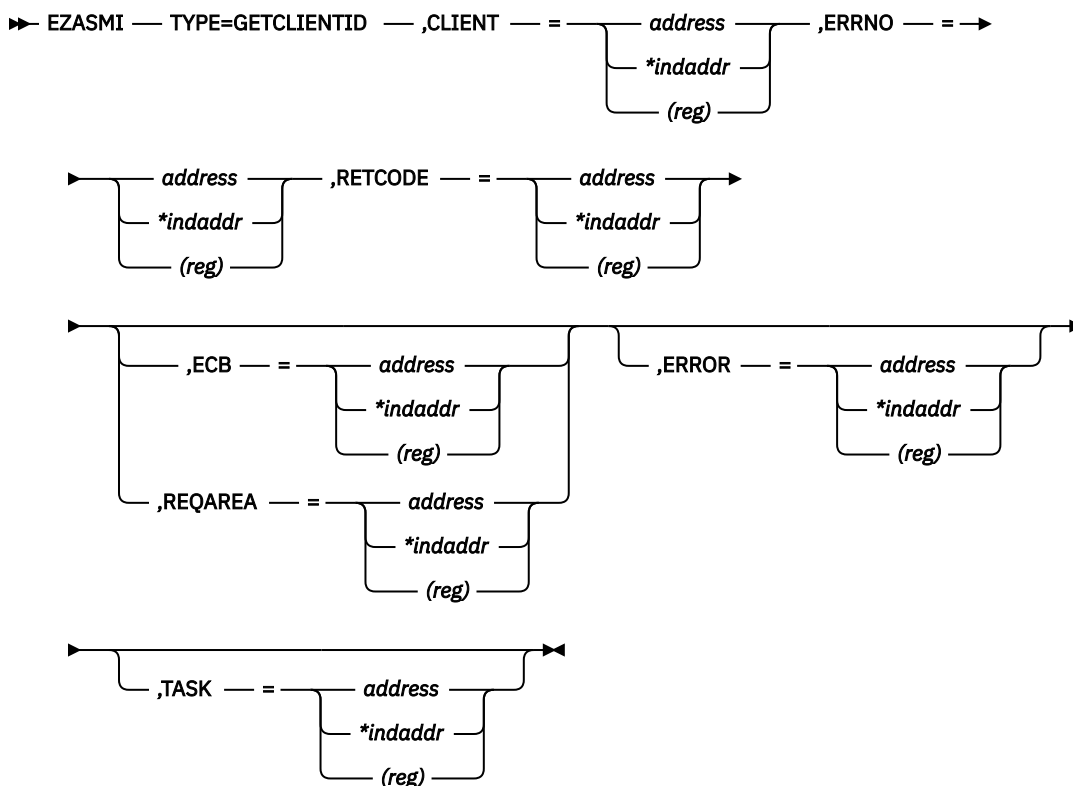 EZASMI TYPE=GETCLIENTID ,CLIENT = address ,ERRNO =
*indaddr
(reg)
address ,RETCODE = address
*indaddr *indaddr
(reg) (reg)
,ECB = address ,ERROR = address
*indaddr *indaddr
(reg) (reg)
,REQAREA = address
*indaddr
(reg)
,TASK = address
*indaddr
(reg)